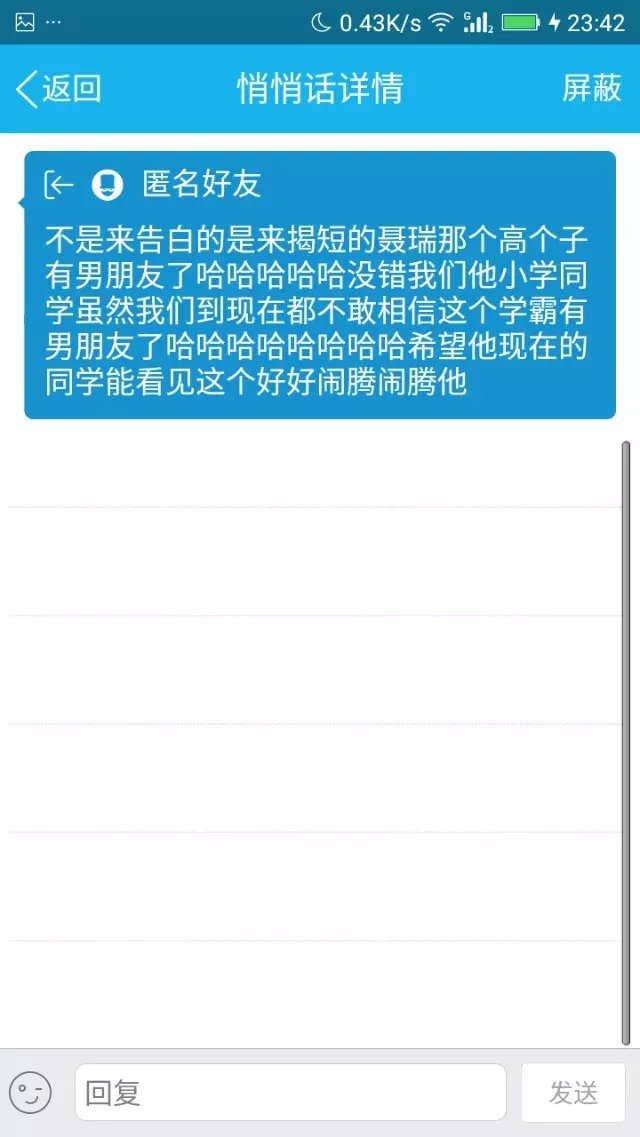 0.43K/s G 2 23:42
返回 悄悄话详情 屏蔽
匿名好友
不是来告白的是来揭短的聂瑞那个高个子
有男朋友了哈哈哈哈哈没错我们他小学同
学虽然我们到现在都不敢相信这个学霸有
男朋友了哈哈哈哈哈哈哈哈希望他现在的
同学能看见这个好好闹腾闹腾他
回复 发送